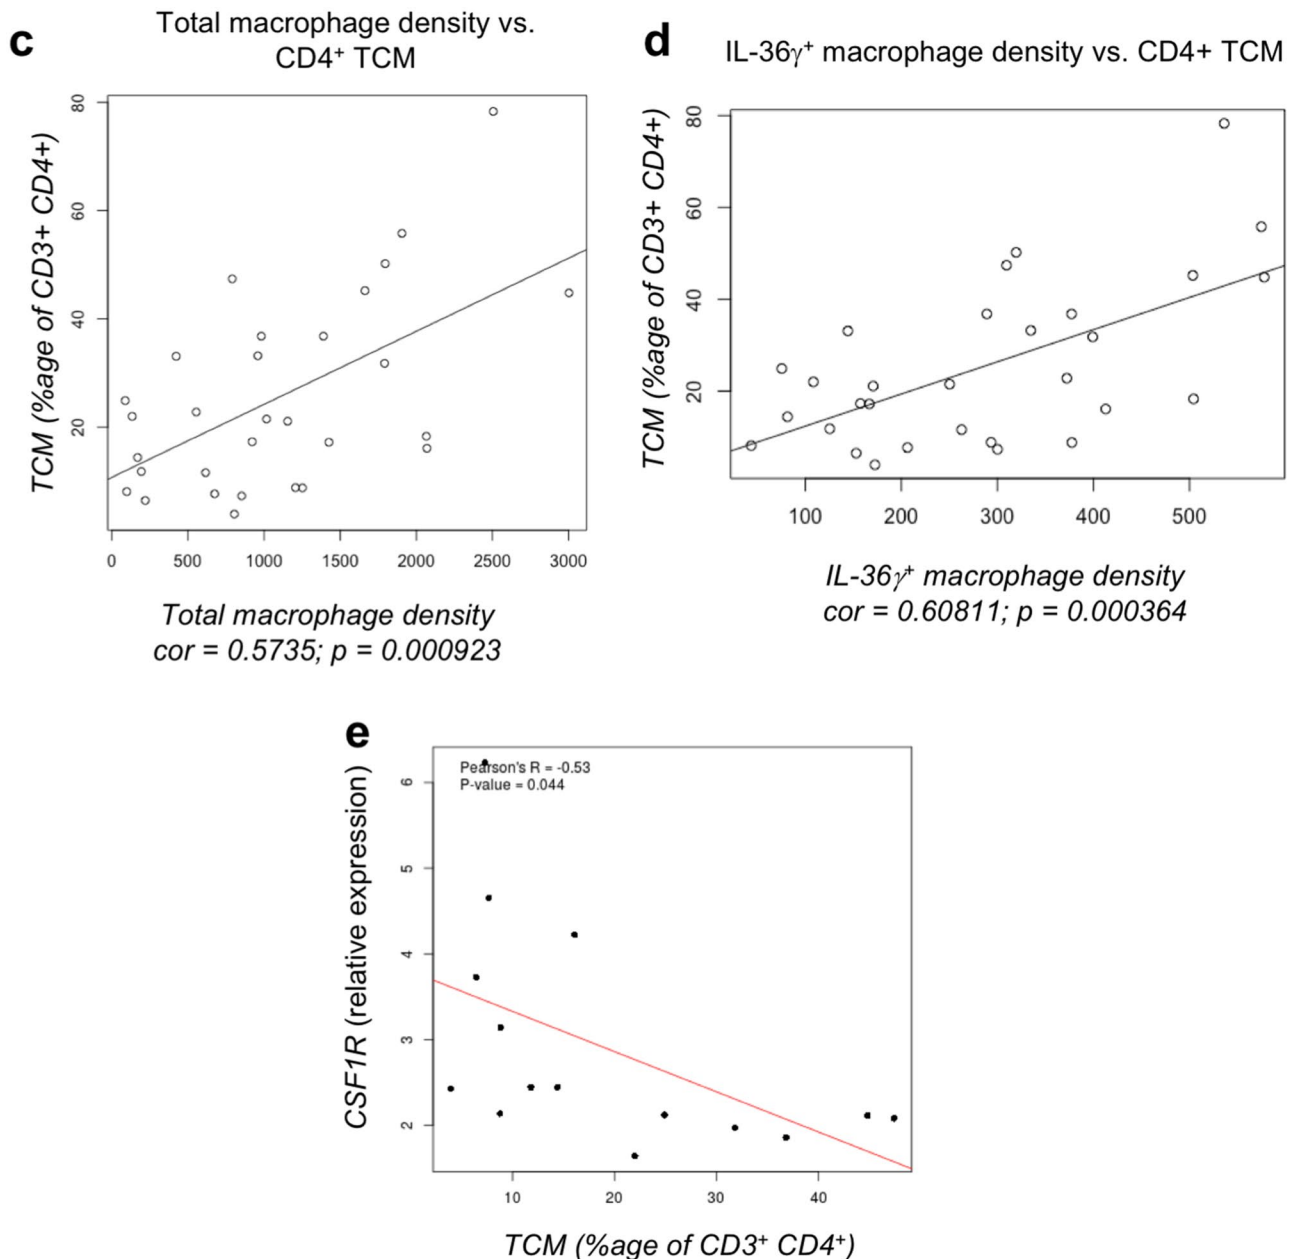 c
Total macrophage density vs.
CD4⁺ TCM
TCM (%age of CD3+ CD4+)
80
60
40
20
0 500 1000 1500 2000 2500 3000
Total macrophage density
cor = 0.5735; p = 0.000923
d
IL-36γ⁺ macrophage density vs. CD4+ TCM
TCM (%age of CD3+ CD4+)
80
60
40
20
100 200 300 400 500
IL-36γ⁺ macrophage density
cor = 0.60811; p = 0.000364
e
Pearson's R = -0.53
P-value = 0.044
CSF1R (relative expression)
6
5
4
3
2
10 20 30 40
TCM (%age of CD3⁺ CD4⁺)